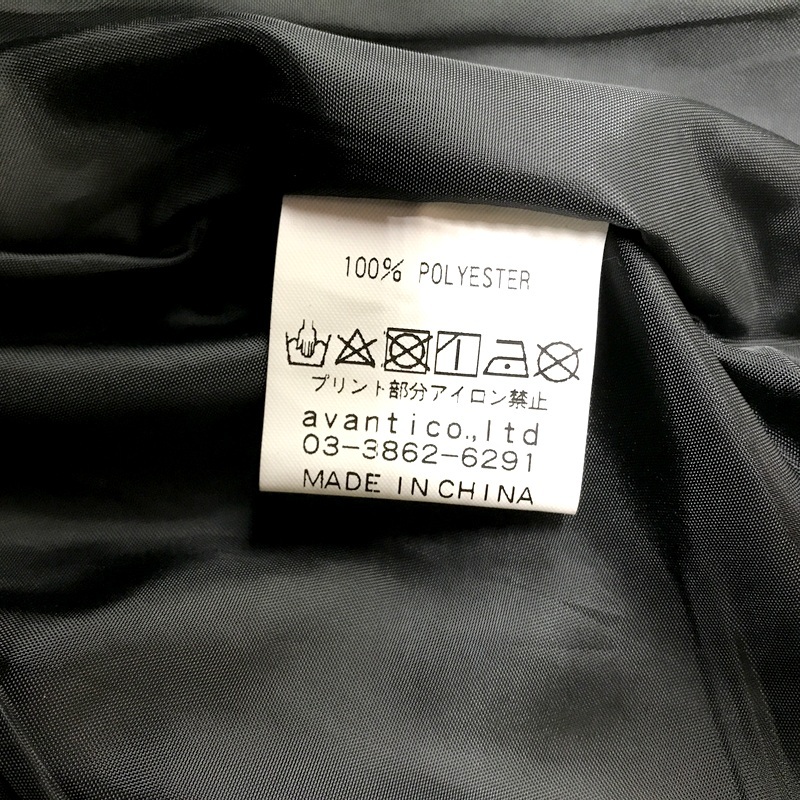 100% POLYESTER
プリント部分アイロン禁止
avantico.,ltd
03-3862-6291
MADE IN CHINA